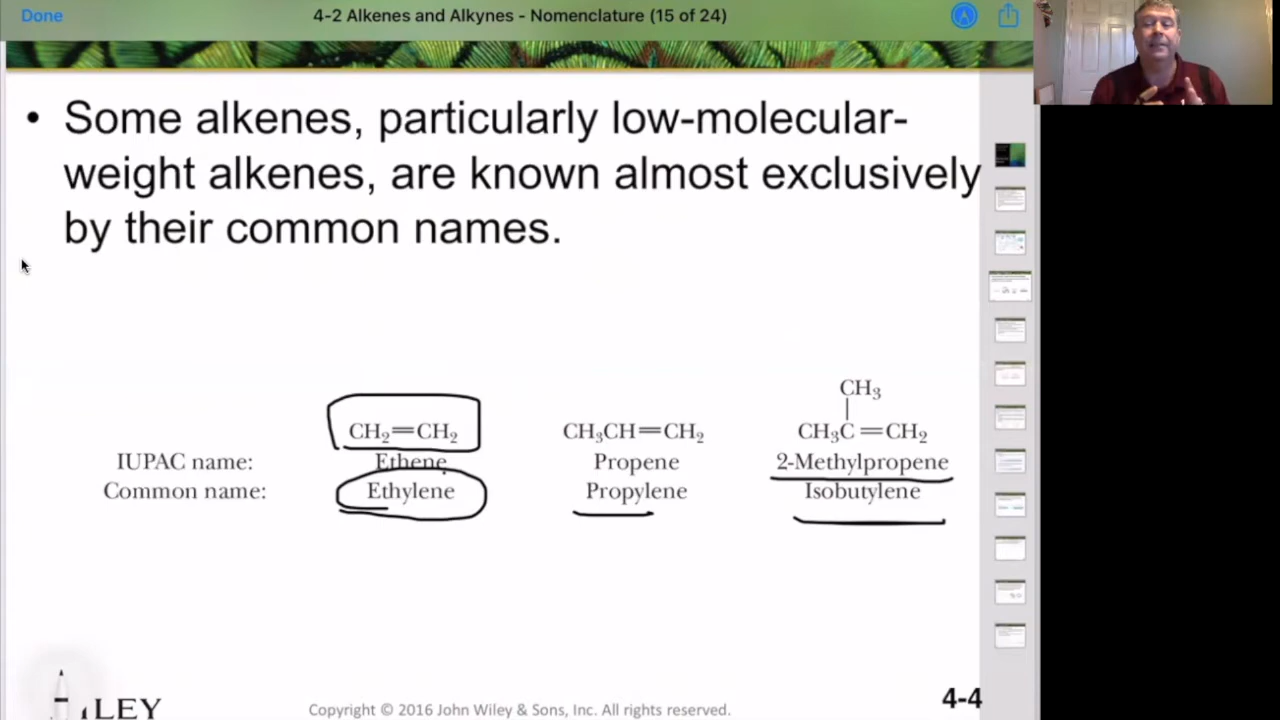 Done
4-2 Alkenes and Alkynes - Nomenclature (15 of 24)
• Some alkenes, particularly low-molecular-
weight alkenes, are known almost exclusively
by their common names.
CH3
CH2=CH2 CH3CH=CH2 CH3C=CH2
IUPAC name: Ethene Propene 2-Methylpropene
Common name: Ethylene Propylene Isobutylene
LEY
Copyright © 2016 John Wiley & Sons, Inc. All rights reserved.
4-4